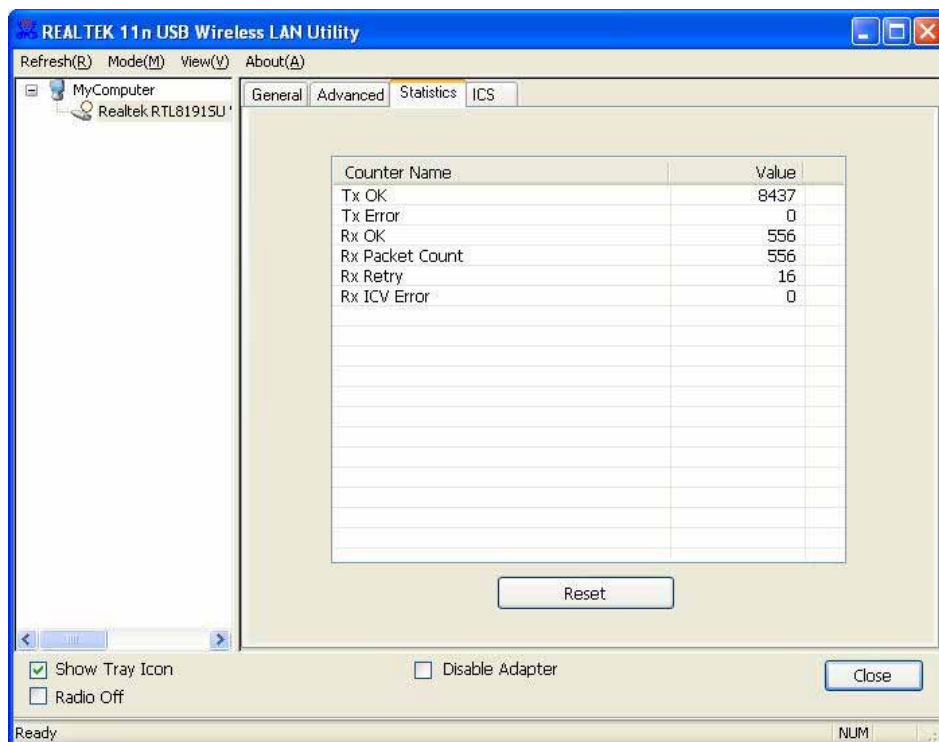 REALTEK 11n USB Wireless LAN Utility
Refresh(R) Mode(M) View(V) About(A)
MyComputer
Realtek RTL8191SU '
General Advanced Statistics ICS
Counter Name Value
Tx OK 8437
Tx Error 0
Rx OK 556
Rx Packet Count 556
Rx Retry 16
Rx ICV Error 0
Reset
Show Tray Icon
Disable Adapter
Close
Radio Off
Ready
NUM